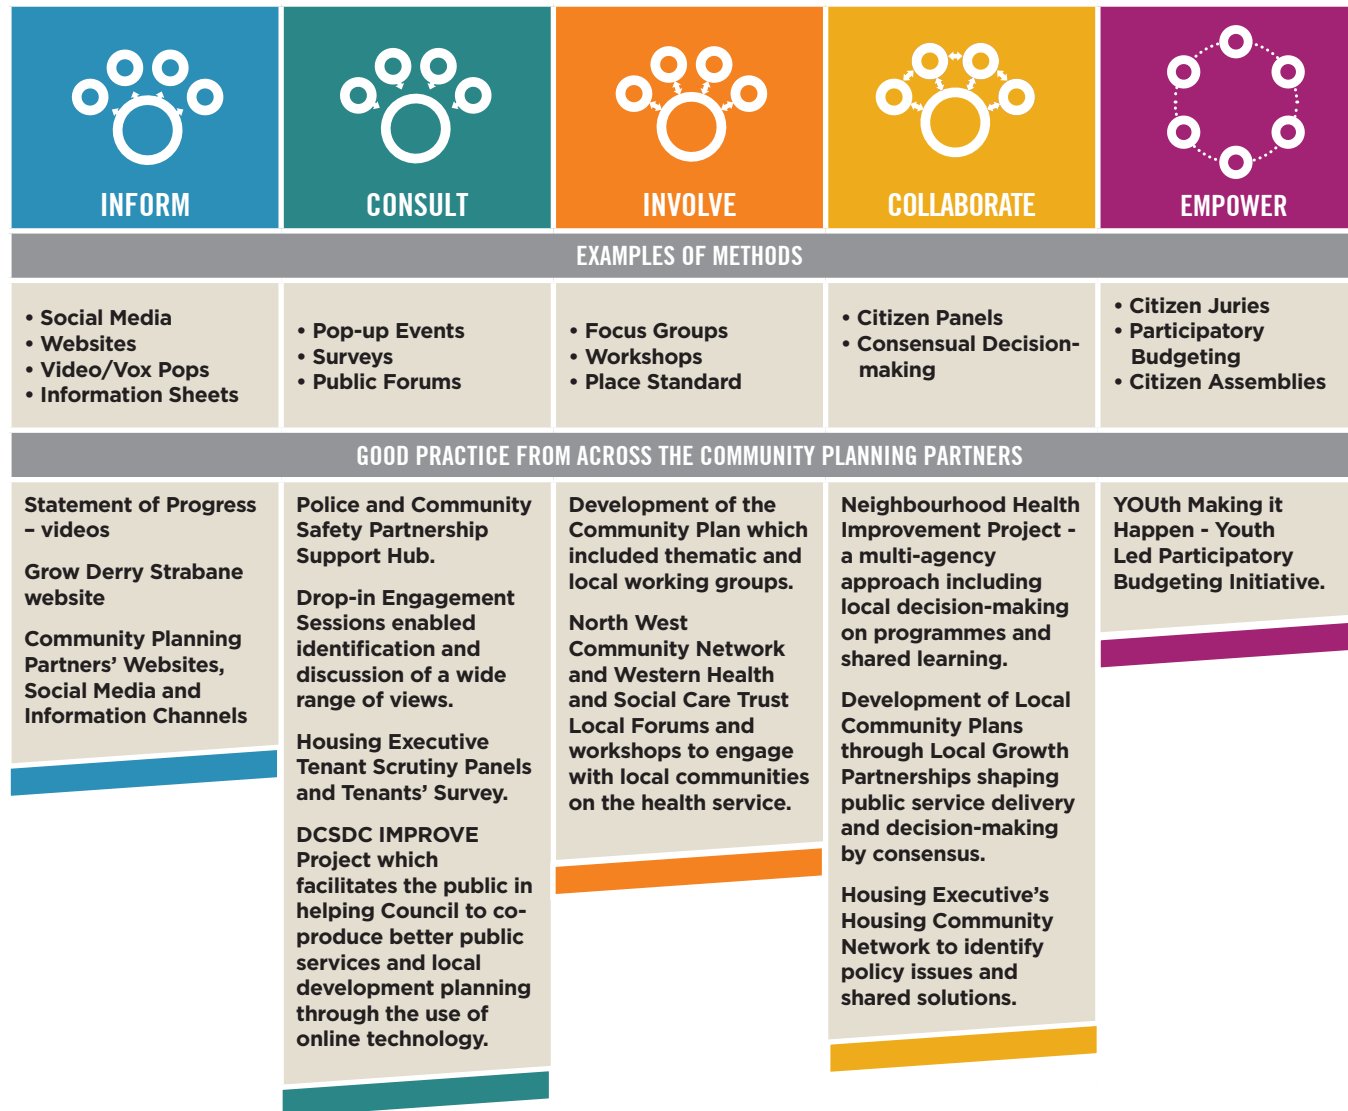 INFORM
CONSULT
INVOLVE
COLLABORATE
EMPOWER
EXAMPLES OF METHODS
• Social Media
• Websites
• Video/Vox Pops
• Information Sheets
• Pop-up Events
• Surveys
• Public Forums
• Focus Groups
• Workshops
• Place Standard
• Citizen Panels
• Consensual Decision-
making
• Citizen Juries
• Participatory
Budgeting
• Citizen Assemblies
GOOD PRACTICE FROM ACROSS THE COMMUNITY PLANNING PARTNERS
Statement of Progress
– videos
Grow Derry Strabane
website
Community Planning
Partners’ Websites,
Social Media and
Information Channels
Police and Community
Safety Partnership
Support Hub.
Drop-in Engagement
Sessions enabled
identification and
discussion of a wide
range of views.
Housing Executive
Tenant Scrutiny Panels
and Tenants’ Survey.
DCSDC IMPROVE
Project which
facilitates the public in
helping Council to co-
produce better public
services and local
development planning
through the use of
online technology.
Development of the
Community Plan which
included thematic and
local working groups.
North West
Community Network
and Western Health
and Social Care Trust
Local Forums and
workshops to engage
with local communities
on the health service.
Neighbourhood Health
Improvement Project -
a multi-agency
approach including
local decision-making
on programmes and
shared learning.
Development of Local
Community Plans
through Local Growth
Partnerships shaping
public service delivery
and decision-making
by consensus.
Housing Executive’s
Housing Community
Network to identify
policy issues and
shared solutions.
YOUth Making it
Happen - Youth
Led Participatory
Budgeting Initiative.